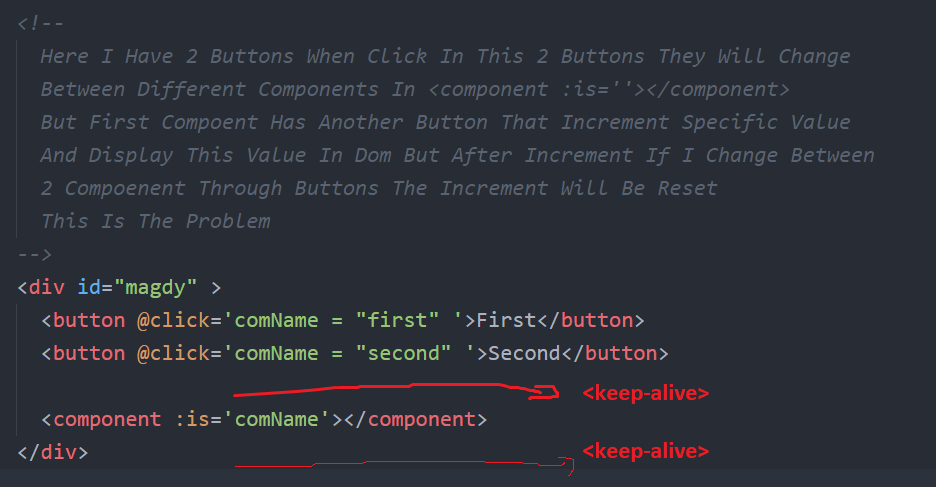 <!--
Here I Have 2 Buttons When Click In This 2 Buttons They Will Change
Between Different Components In <component :is=''></component>
But First Compoent Has Another Button That Increment Specific Value
And Display This Value In Dom But After Increment If I Change Between
2 Compoenent Through Buttons The Increment Will Be Reset
This Is The Problem
-->
<div id="magdy" >
<button @click='comName = "first" '>First</button>
<button @click='comName = "second" '>Second</button>
<keep-alive>
<component :is='comName'></component>
</div>
<keep-alive>